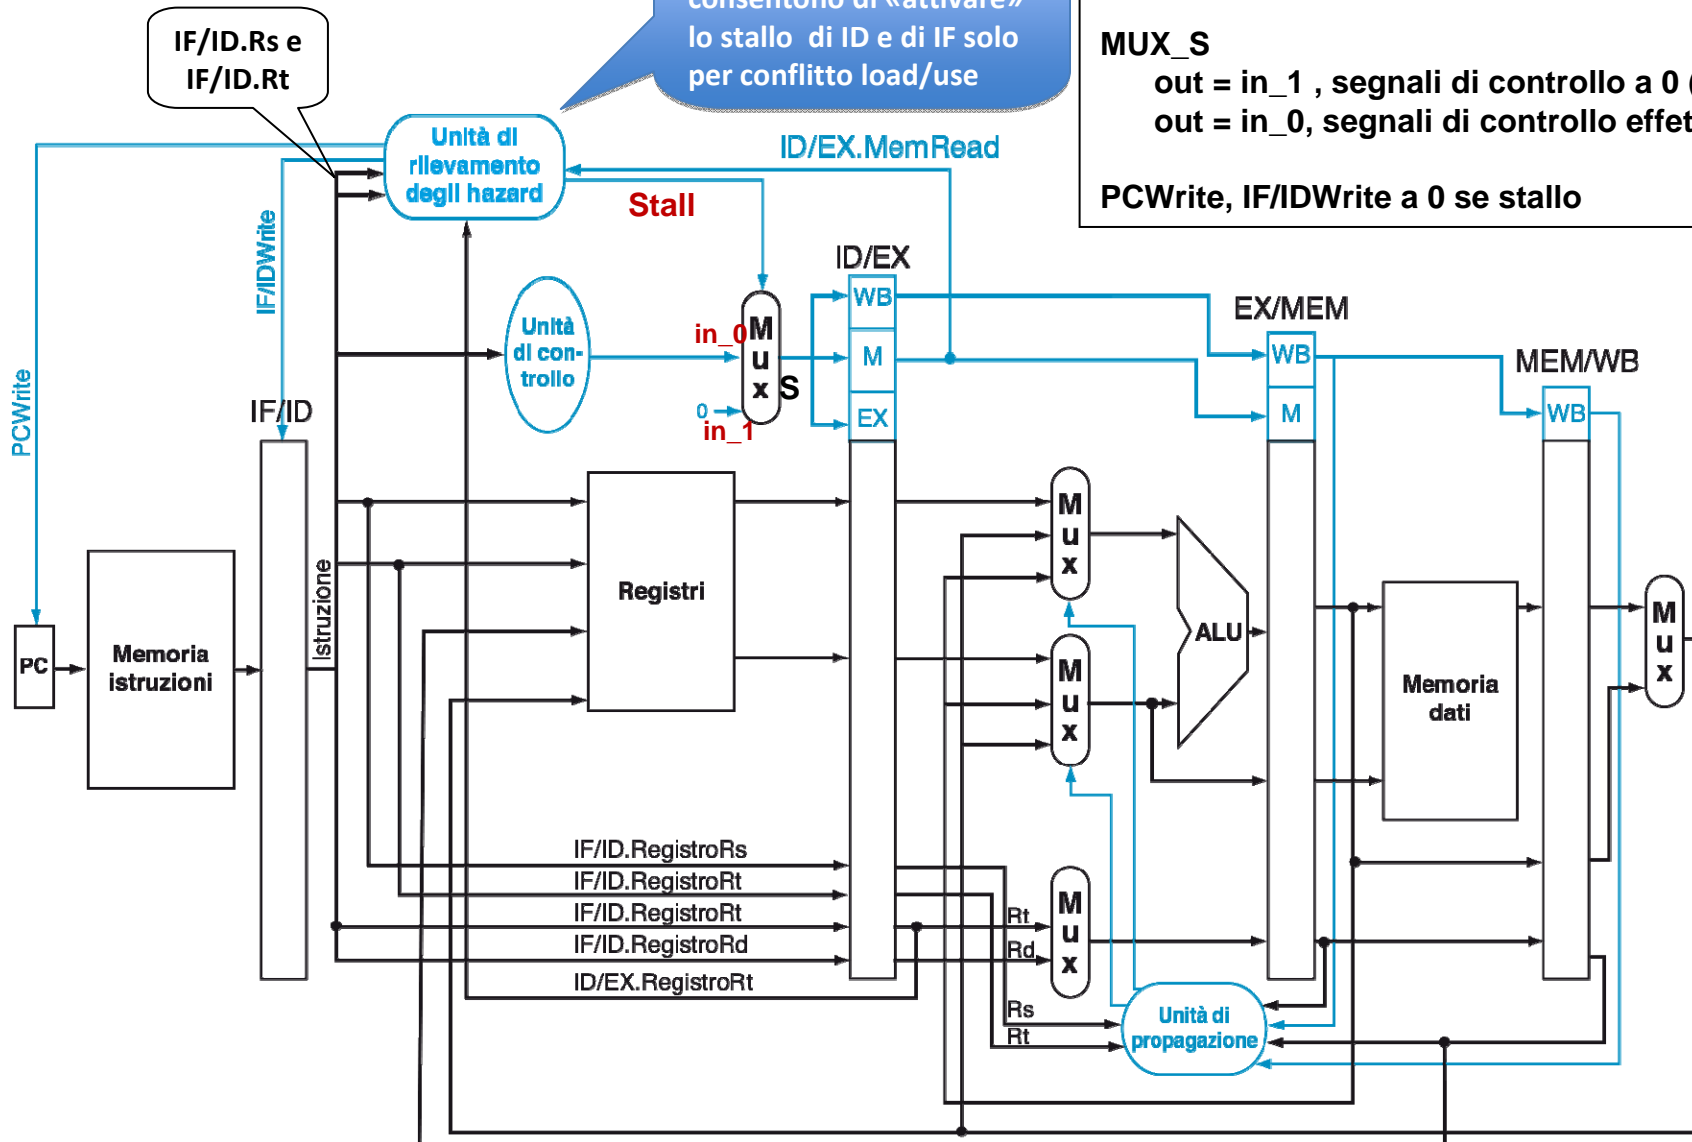 consentono di «attivare»
lo stallo di ID e di IF solo
per conflitto load/use
IF/ID.Rs e
IF/ID.Rt
MUX_S
out = in_1 , segnali di controllo a 0 (
out = in_0, segnali di controllo effet
PCWrite, IF/IDWrite a 0 se stallo
Unità di
rilevamento
degli hazard
ID/EX.MemRead
Stall
IF/IDWrite
PCWrite
ID/EX
WB
M
EX
EX/MEM
WB
M
MEM/WB
WB
Unità
di con-
trollo
in_0
M
u
x
S
0
in_1
IF/ID
Istruzione
PC
Memoria
istruzioni
Registri
M
u
x
M
u
x
ALU
Memoria
dati
M
u
x
IF/ID.RegistroRs
IF/ID.RegistroRt
IF/ID.RegistroRt
IF/ID.RegistroRd
ID/EX.RegistroRt
Rt
Rd
M
u
x
Rs
Rt
Unità di
propagazione